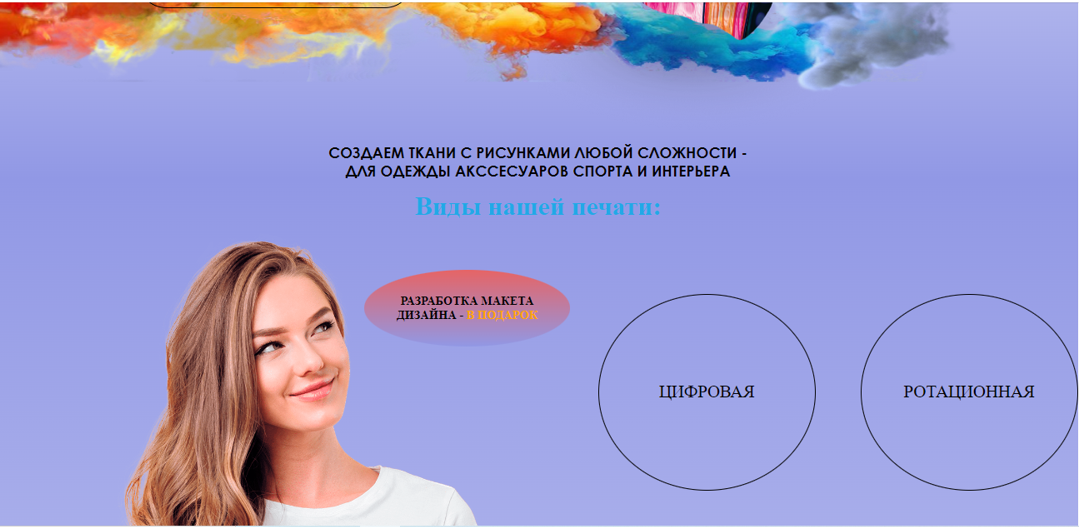 СОЗДАЕМ ТКАНИ С РИСУНКАМИ ЛЮБОЙ СЛОЖНОСТИ -
ДЛЯ ОДЕЖДЫ АКССЕСУАРОВ СПОРТА И ИНТЕРЬЕРА
Виды нашей печати:
РАЗРАБОТКА МАКЕТА
ДИЗАЙНА - В ПОДАРОК
ЦИФРОВАЯ
РОТАЦИОННАЯ